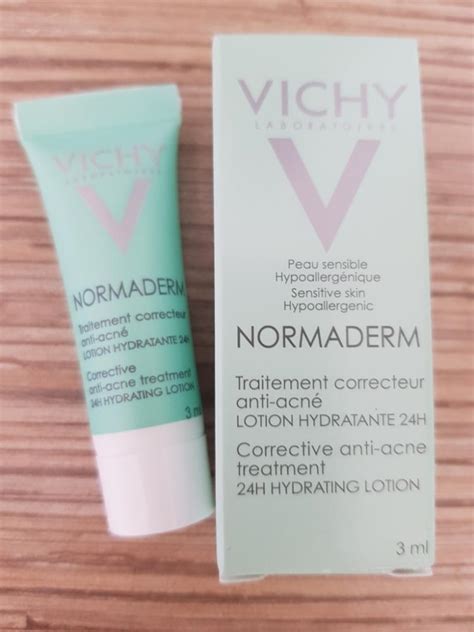 VICHY
LABORATOIRES
V
NORMADERM
Traitement correcteur
anti-acné
LOTION HYDRATANTE 24H
Corrective
anti-acne treatment
24H HYDRATING LOTION
3 ml
VICHY
LABORATOIRES
V
Peau sensible
Hypoallergénique
Sensitive skin
Hypoallergenic
NORMADERM
Traitement correcteur
anti-acné
LOTION HYDRATANTE 24H
Corrective anti-acne
treatment
24H HYDRATING LOTION
3 ml